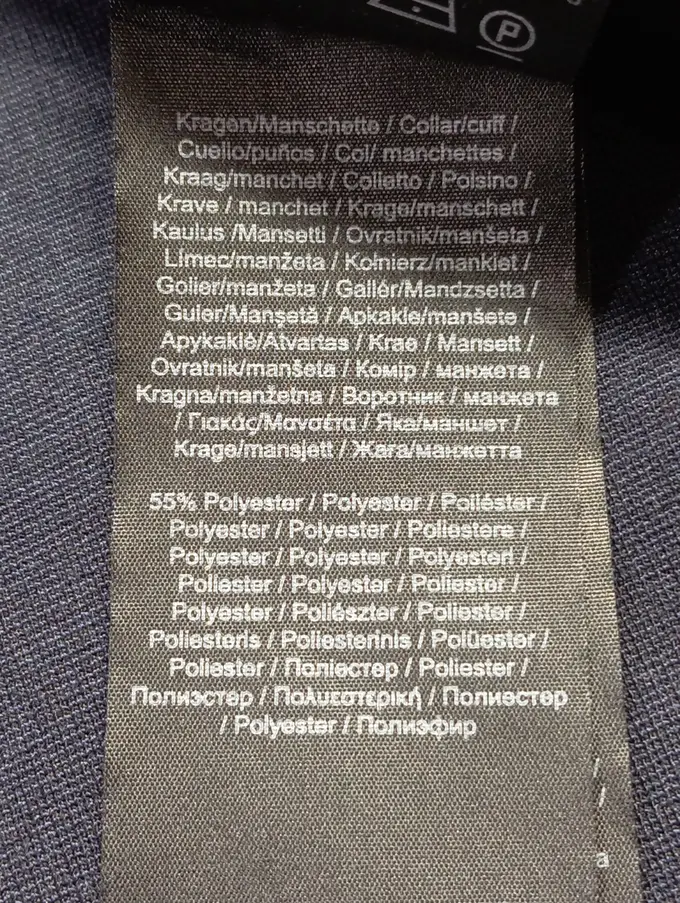 P
Kragen/Manschette / Collar/cuff /
Cuello/puños / Col/ manchettes /
Kraag/manchet / Colletto / Polsino /
Krave / manchet / Krage/manschett /
Kaulus /Mansetti / Ovratnik/manšeta /
Límec/manžeta / Kolnierz/mankiet /
Golier/manžeta / Gallér/Mandzsetta /
Guler/Manşetă / Apkakle/manšete /
Apykaklė/Atvartas / Krae / Mansett /
Ovratnik/manšeta / Комір / манжета /
Kragna/manžetna / Воротник / манжета
/ Γιακάς/Μανσέτα / Яка/маншет /
Krage/mansjett / Жаға/манжетта
55% Polyester / Polyester / Poliéster /
Polyester / Polyester / Poliestere /
Polyester / Polyester / Polyesteri /
Poliester / Polyester / Poliester /
Polyester / Poliészter / Poliester /
Poliesteris / Poliesterinis / Polüester /
Poliester / Поліестер / Poliester /
Полиэстер / Πολυεστερική / Полиестер
/ Polyester / Полиэфир
/
/
a